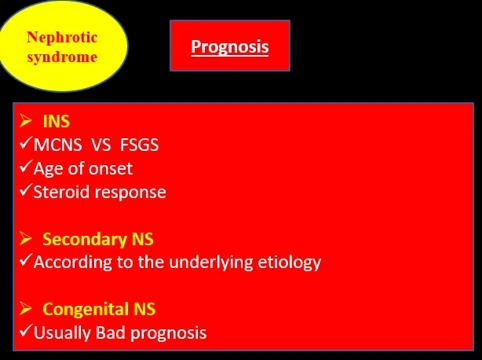 Nephrotic
syndrome
Prognosis
➢ INS
✓MCNS VS FSGS
✓Age of onset
✓Steroid response
➢ Secondary NS
✓According to the underlying etiology
➢ Congenital NS
✓Usually Bad prognosis